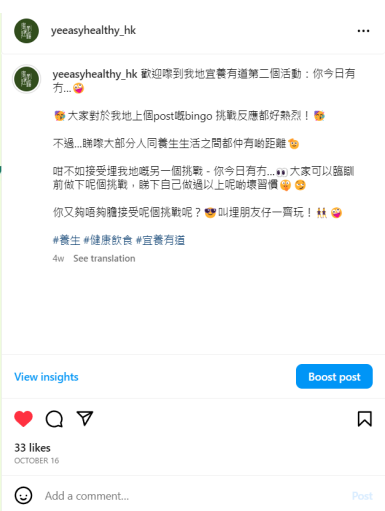 yeeasyhealthy_hk
yeeasyhealthy_hk 歡迎嚟到我地宜養有道第二個活動：你今日有
冇...🤪
🥳大家對於我地上個post嘅bingo 挑戰反應都好熱烈！🥳
不過...睇嚟大部分人同養生生活之間都仲有啲距離
咁不如接受埋我地嘅另一個挑戰 - 你今日有冇...👀大家可以臨瞓
前做下呢個挑戰，睇下自己做過以上呢啲壞習慣
你又夠唔夠膽接受呢個挑戰呢？😎叫埋朋友仔一齊玩！👯🤪
#養生 #健康飲食 #宜養有道
4w See translation
View insights
Boost post
33 likes
OCTOBER 16
Add a comment...
Post